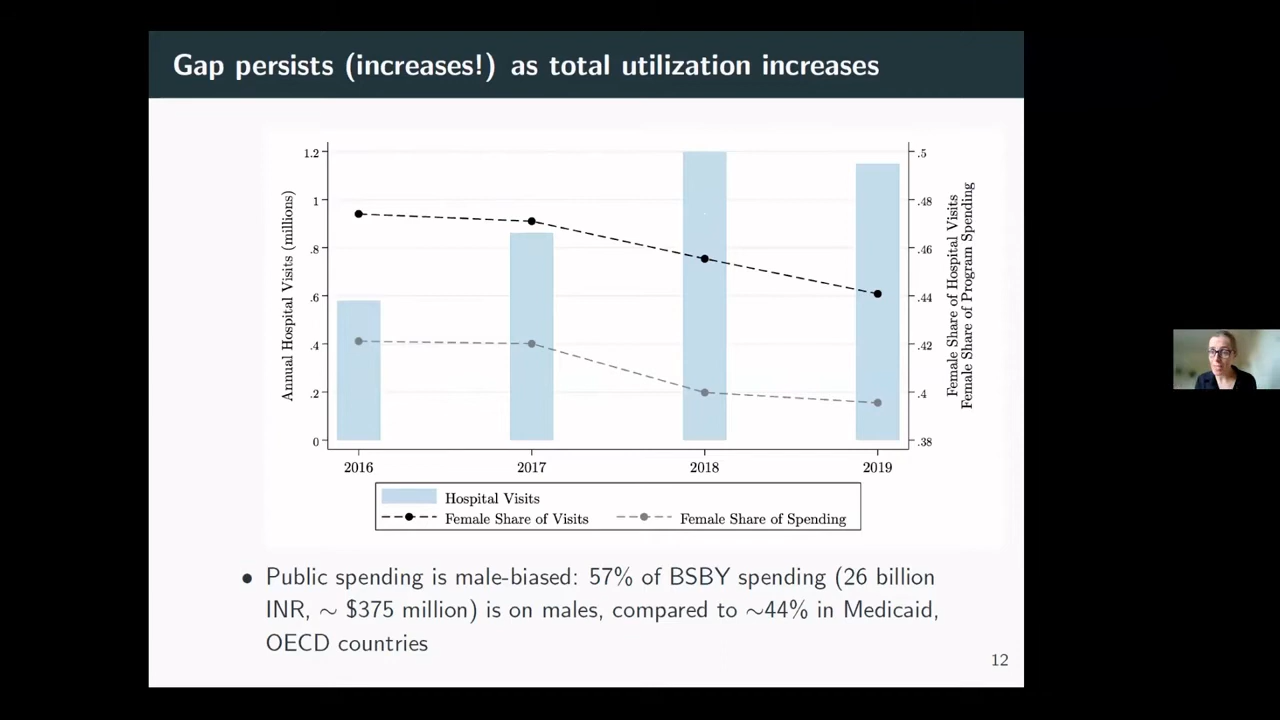 Gap persists (increases!) as total utilization increases
1.2
1
.8
.6
.4
.2
0
Annual Hospital Visits (millions)
.5
.48
.46
.44
.42
.4
.38
Female Share of Hospital Visits
Female Share of Program Spending
2016 2017 2018 2019
Hospital Visits
Female Share of Visits Female Share of Spending
• Public spending is male-biased: 57% of BSBY spending (26 billion
INR, ∼ $375 million) is on males, compared to ∼44% in Medicaid,
OECD countries
12